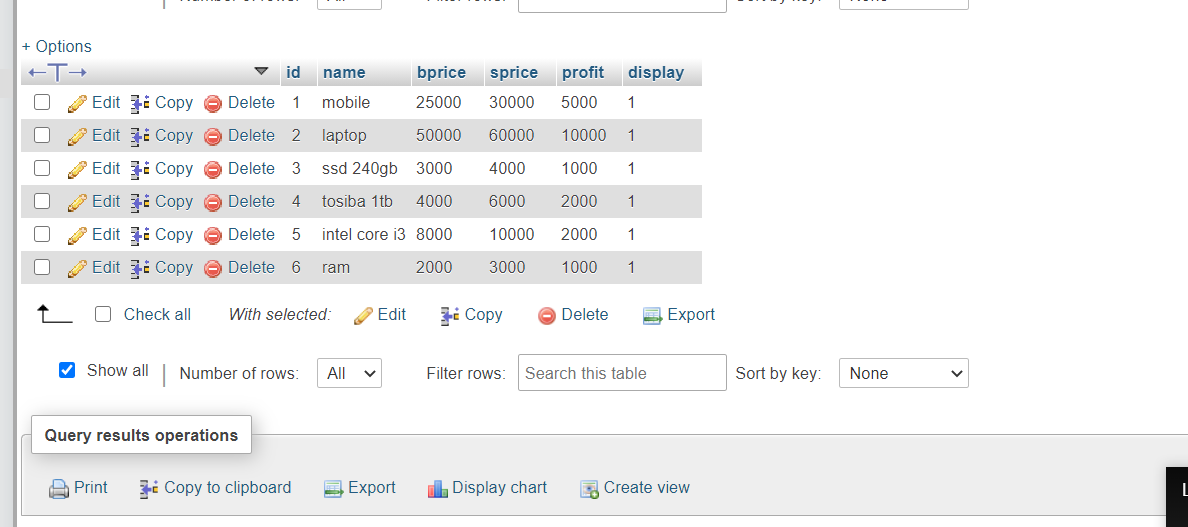 + Options
id name bprice sprice profit display
Edit Copy Delete 1 mobile 25000 30000 5000 1
Edit Copy Delete 2 laptop 50000 60000 10000 1
Edit Copy Delete 3 ssd 240gb 3000 4000 1000 1
Edit Copy Delete 4 tosiba 1tb 4000 6000 2000 1
Edit Copy Delete 5 intel core i3 8000 10000 2000 1
Edit Copy Delete 6 ram 2000 3000 1000 1
Check all With selected: Edit Copy Delete Export
Show all Number of rows: All Filter rows: Search this table Sort by key: None
Query results operations
Print Copy to clipboard Export Display chart Create view